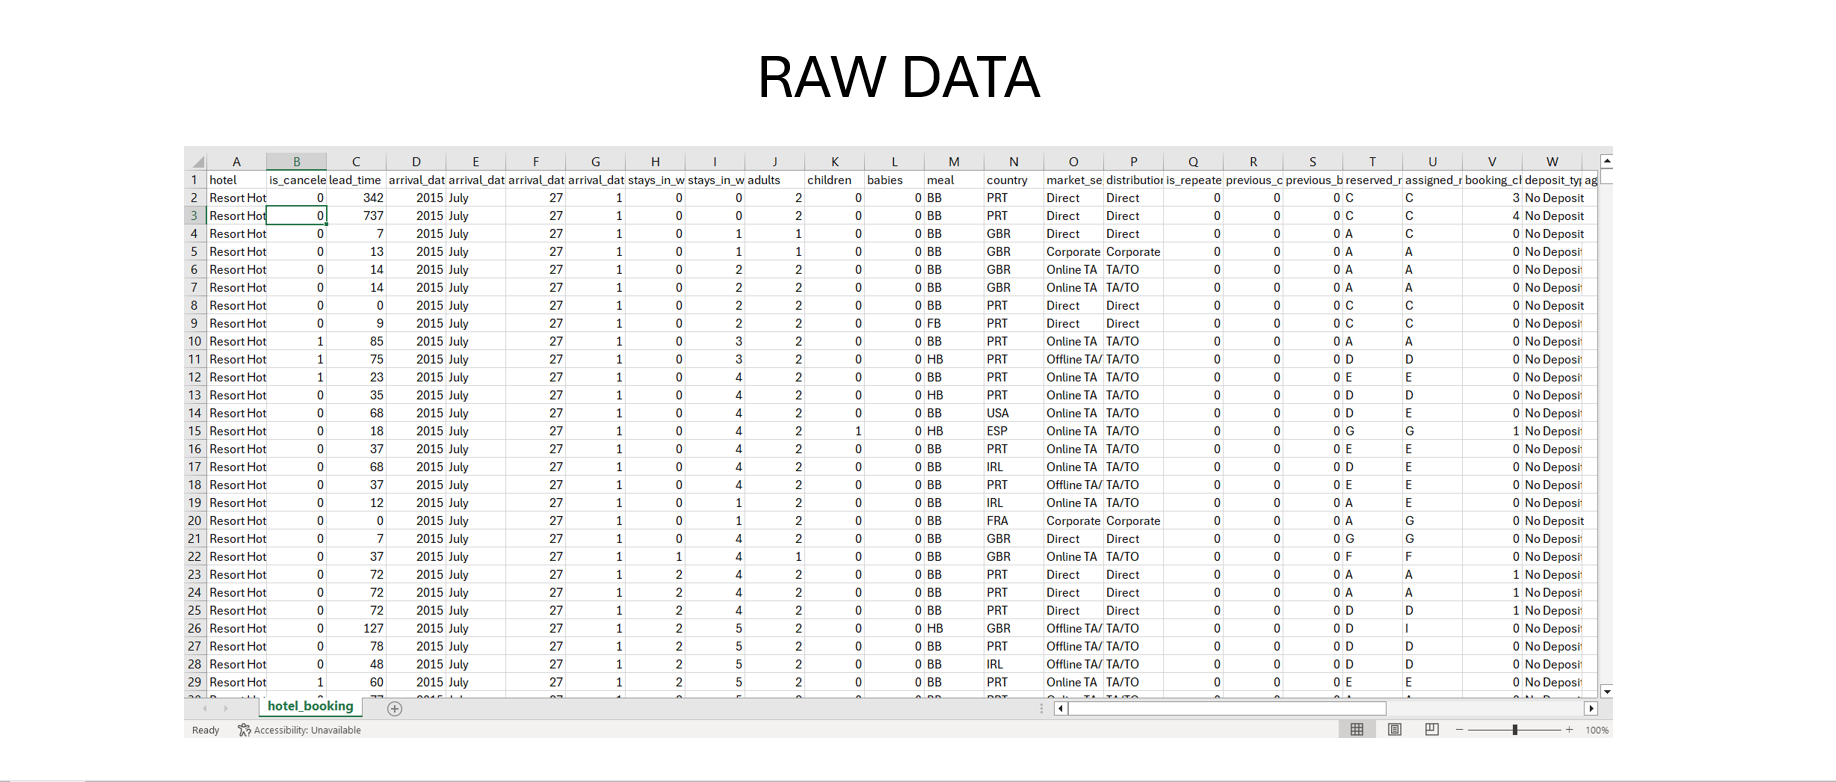 RAW DATA
A B C D E F G H I J K L M N O P Q R S T U V W
1 hotel is_cancele lead_time arrival_dat arrival_dat arrival_dat arrival_dat stays_in_w stays_in_w adults children babies meal country market_se distribution is_repeate previous_c previous_b reserved_r assigned_r booking_cl deposit_typ ag
2 Resort Hot 0 342 2015 July 27 1 0 0 2 0 0 BB PRT Direct Direct 0 0 0 C C 3 No Deposit
3 Resort Hot 0 737 2015 July 27 1 0 0 2 0 0 BB PRT Direct Direct 0 0 0 C C 4 No Deposit
4 Resort Hot 0 7 2015 July 27 1 0 1 1 0 0 BB GBR Direct Direct 0 0 0 A C 0 No Deposit
5 Resort Hot 0 13 2015 July 27 1 0 1 1 0 0 BB GBR Corporate Corporate 0 0 0 A A 0 No Deposit
6 Resort Hot 0 14 2015 July 27 1 0 2 2 0 0 BB GBR Online TA TA/TO 0 0 0 A A 0 No Deposit
7 Resort Hot 0 14 2015 July 27 1 0 2 2 0 0 BB GBR Online TA TA/TO 0 0 0 A A 0 No Deposit
8 Resort Hot 0 0 2015 July 27 1 0 2 2 0 0 BB PRT Direct Direct 0 0 0 C C 0 No Deposit
9 Resort Hot 0 9 2015 July 27 1 0 2 2 0 0 FB PRT Direct Direct 0 0 0 C C 0 No Deposit
10 Resort Hot 1 85 2015 July 27 1 0 3 2 0 0 BB PRT Online TA TA/TO 0 0 0 A A 0 No Deposit
11 Resort Hot 1 75 2015 July 27 1 0 3 2 0 0 HB PRT Offline TA/ TA/TO 0 0 0 D D 0 No Deposit
12 Resort Hot 1 23 2015 July 27 1 0 4 2 0 0 BB PRT Online TA TA/TO 0 0 0 E E 0 No Deposit
13 Resort Hot 0 35 2015 July 27 1 0 4 2 0 0 HB PRT Online TA TA/TO 0 0 0 D D 0 No Deposit
14 Resort Hot 0 68 2015 July 27 1 0 4 2 0 0 BB USA Online TA TA/TO 0 0 0 D E 0 No Deposit
15 Resort Hot 0 18 2015 July 27 1 0 4 2 1 0 HB ESP Online TA TA/TO 0 0 0 G G 1 No Deposit
16 Resort Hot 0 37 2015 July 27 1 0 4 2 0 0 BB PRT Online TA TA/TO 0 0 0 E E 0 No Deposit
17 Resort Hot 0 68 2015 July 27 1 0 4 2 0 0 BB IRL Online TA TA/TO 0 0 0 D E 0 No Deposit
18 Resort Hot 0 37 2015 July 27 1 0 4 2 0 0 BB PRT Offline TA/ TA/TO 0 0 0 E E 0 No Deposit
19 Resort Hot 0 12 2015 July 27 1 0 1 2 0 0 BB IRL Online TA TA/TO 0 0 0 A E 0 No Deposit
20 Resort Hot 0 0 2015 July 27 1 0 1 2 0 0 BB FRA Corporate Corporate 0 0 0 A G 0 No Deposit
21 Resort Hot 0 7 2015 July 27 1 0 4 2 0 0 BB GBR Direct Direct 0 0 0 G G 0 No Deposit
22 Resort Hot 0 37 2015 July 27 1 1 4 1 0 0 BB GBR Online TA TA/TO 0 0 0 F F 0 No Deposit
23 Resort Hot 0 72 2015 July 27 1 2 4 2 0 0 BB PRT Direct Direct 0 0 0 A A 1 No Deposit
24 Resort Hot 0 72 2015 July 27 1 2 4 2 0 0 BB PRT Direct Direct 0 0 0 A A 1 No Deposit
25 Resort Hot 0 72 2015 July 27 1 2 4 2 0 0 BB PRT Direct Direct 0 0 0 D D 1 No Deposit
26 Resort Hot 0 127 2015 July 27 1 2 5 2 0 0 HB GBR Offline TA/ TA/TO 0 0 0 D I 0 No Deposit
27 Resort Hot 0 78 2015 July 27 1 2 5 2 0 0 BB PRT Offline TA/ TA/TO 0 0 0 D D 0 No Deposit
28 Resort Hot 0 48 2015 July 27 1 2 5 2 0 0 BB IRL Offline TA/ TA/TO 0 0 0 D D 0 No Deposit
29 Resort Hot 1 60 2015 July 27 1 2 5 2 0 0 BB PRT Online TA TA/TO 0 0 0 E E 0 No Deposit
hotel_booking
Ready Accessibility: Unavailable 100%